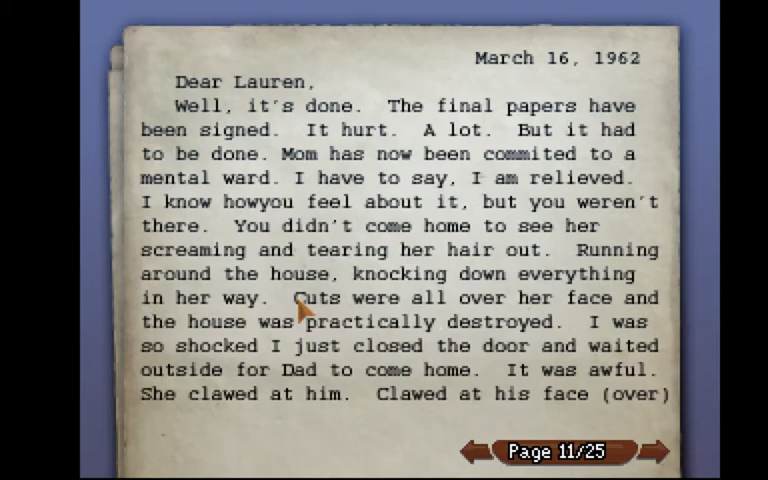 March 16, 1962
Dear Lauren,
Well, it's done. The final papers have
been signed. It hurt. A lot. But it had
to be done. Mom has now been commited to a
mental ward. I have to say, I am relieved.
I know howyou feel about it, but you weren't
there. You didn't come home to see her
screaming and tearing her hair out. Running
around the house, knocking down everything
in her way. Cuts were all over her face and
the house was practically destroyed. I was
so shocked I just closed the door and waited
outside for Dad to come home. It was awful.
She clawed at him. Clawed at his face (over)
Page 11/25